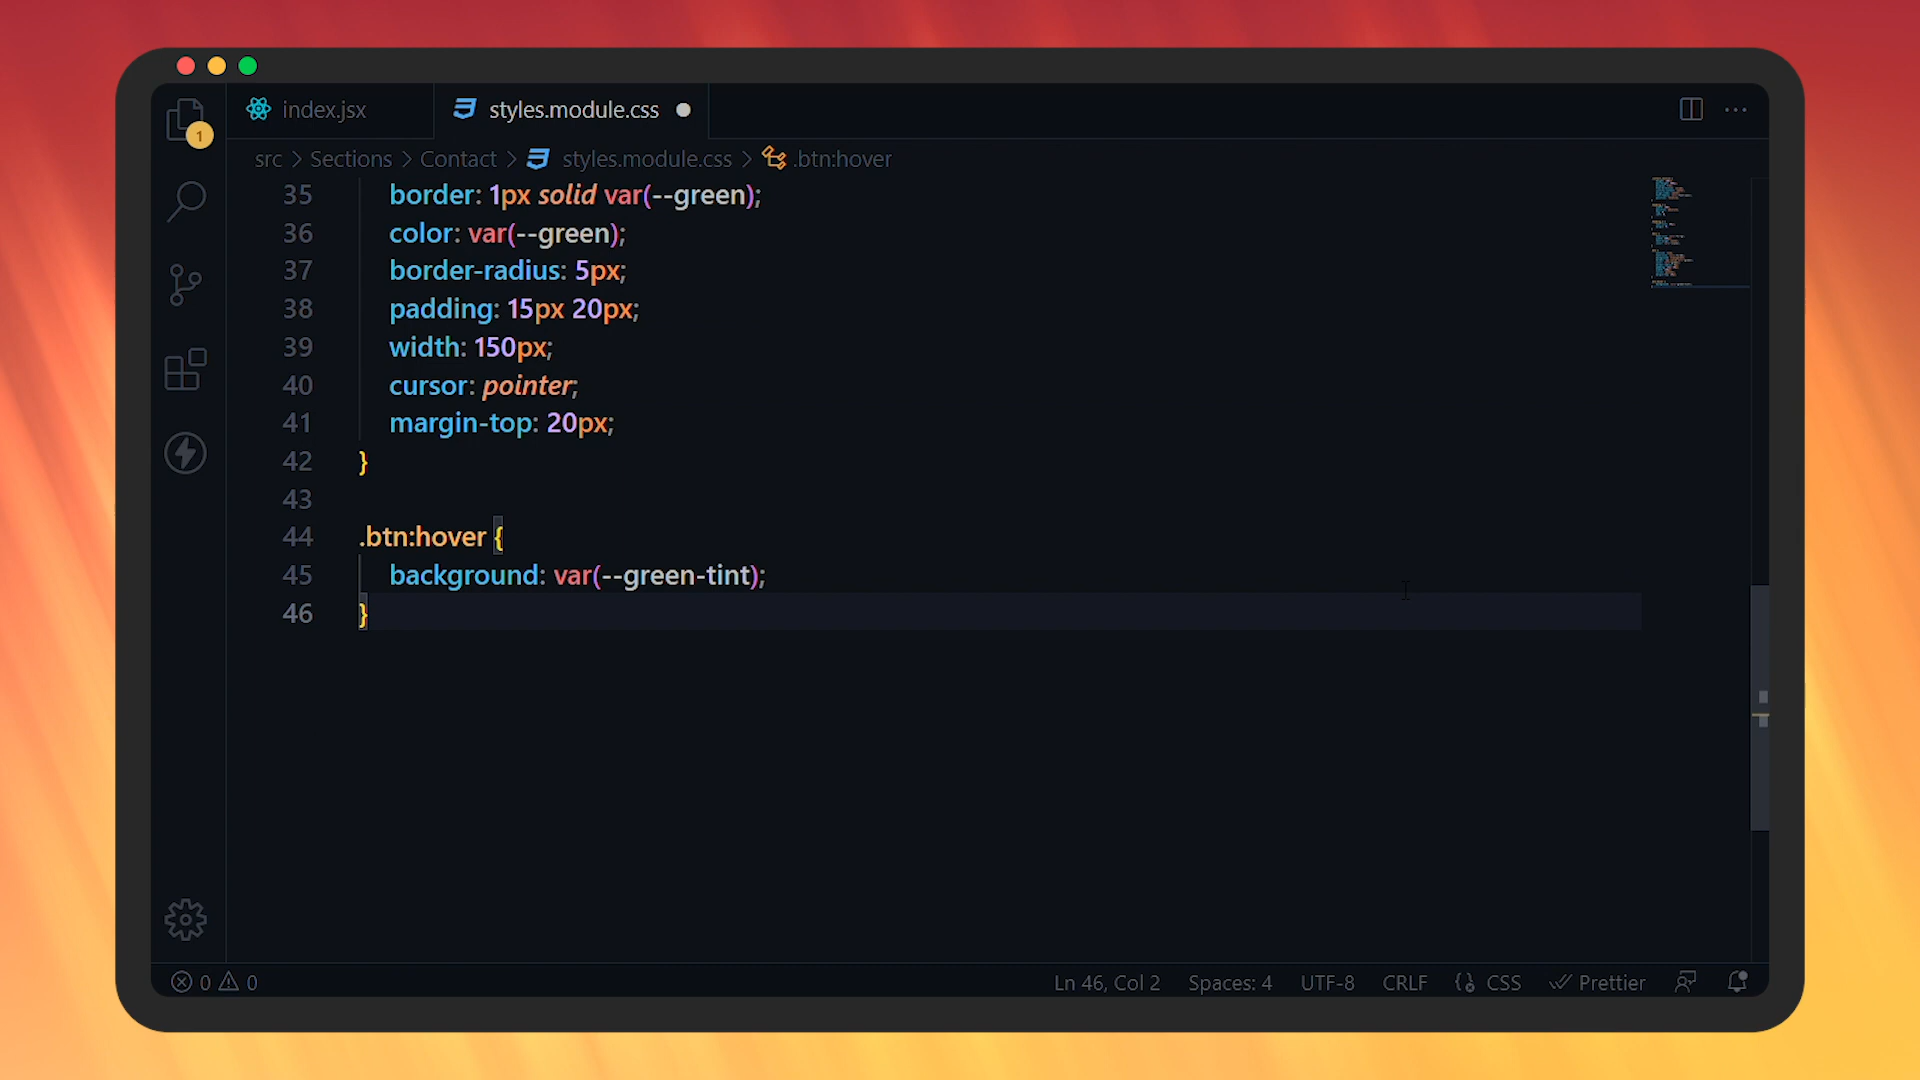 index.jsx
styles.module.css
1
src > Sections > Contact > styles.module.css > .btn:hover
35 border: 1px solid var(--green);
36 color: var(--green);
37 border-radius: 5px;
38 padding: 15px 20px;
39 width: 150px;
40 cursor: pointer;
41 margin-top: 20px;
42 }
43
44 .btn:hover {
45 background: var(--green-tint);
46 }
0 0 Ln 46, Col 2 Spaces: 4 UTF-8 CRLF CSS Prettier